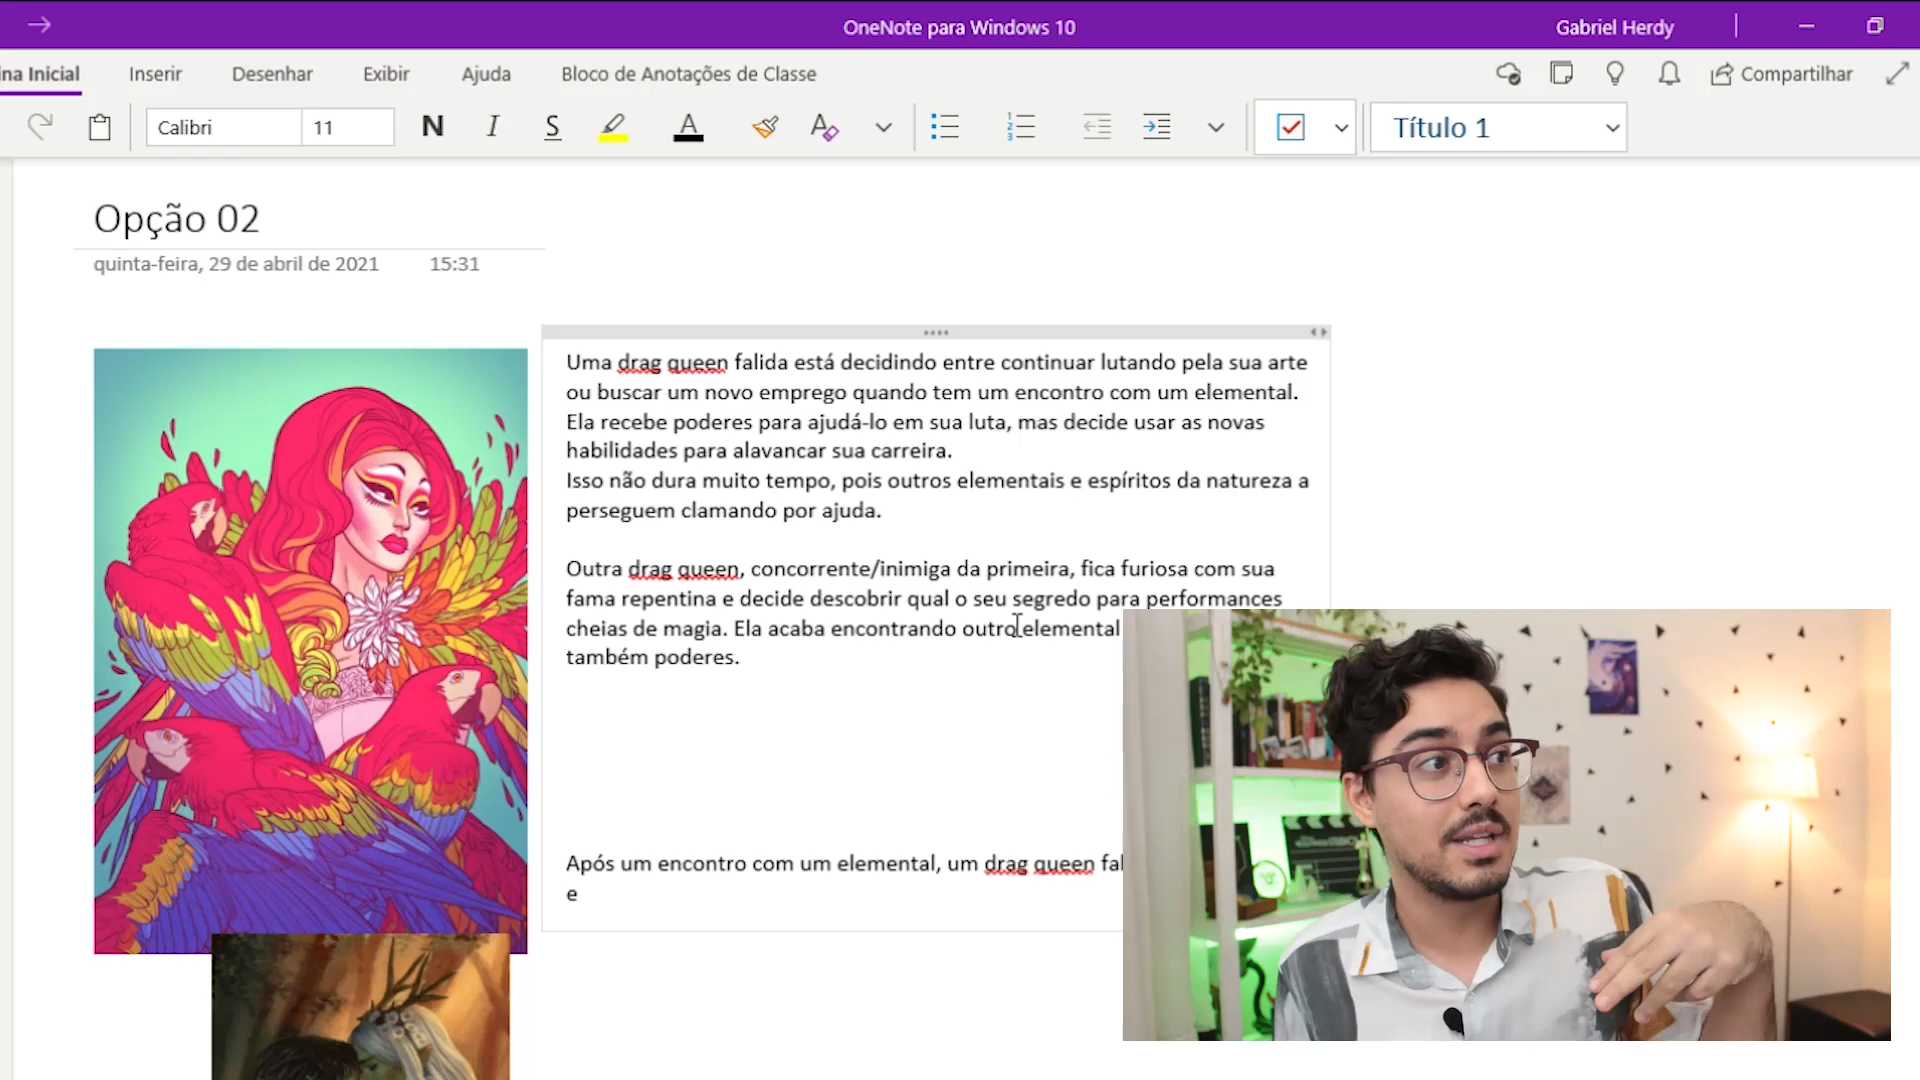 OneNote para Windows 10
Gabriel Herdy
ina Inicial
Inserir
Desenhar
Exibir
Ajuda
Bloco de Anotações de Classe
Compartilhar
Calibri
11
N
I
S
A
A
Título 1
Opção 02
quinta-feira, 29 de abril de 2021
15:31
Uma drag queen falida está decidindo entre continuar lutando pela sua arte
ou buscar um novo emprego quando tem um encontro com um elemental.
Ela recebe poderes para ajudá-lo em sua luta, mas decide usar as novas
habilidades para alavancar sua carreira.
Isso não dura muito tempo, pois outros elementais e espíritos da natureza a
perseguem clamando por ajuda.
Outra drag queen, concorrente/inimiga da primeira, fica furiosa com sua
fama repentina e decide descobrir qual o seu segredo para performances
cheias de magia. Ela acaba encontrando outro elemental
também poderes.
Após um encontro com um elemental, um drag queen fal
e